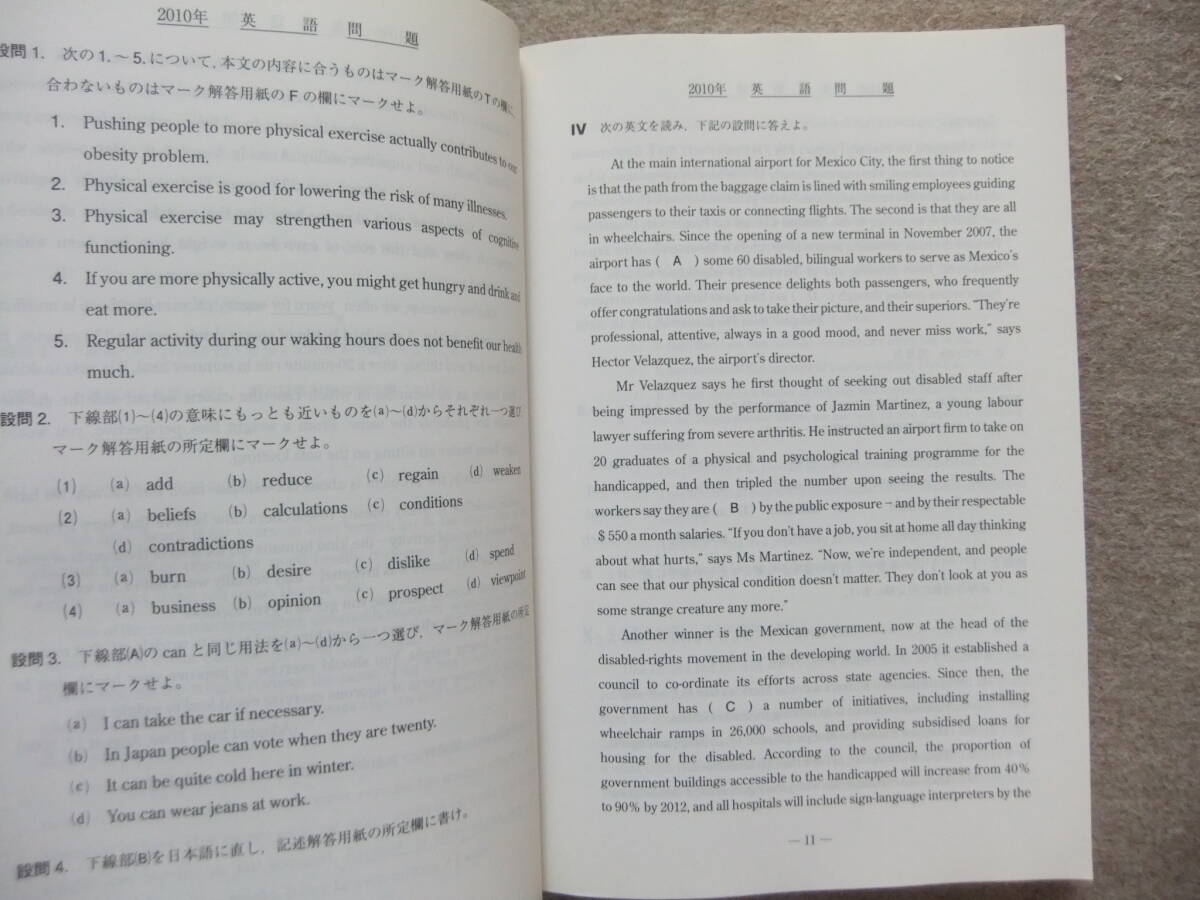 2010年 英語問題
設問1. 次の1.～5.について,本文の内容に合うものはマーク解答用紙のTの欄に,
合わないものはマーク解答用紙のFの欄にマークせよ。
1. Pushing people to more physical exercise actually contributes to our
obesity problem.
2. Physical exercise is good for lowering the risk of many illnesses.
3. Physical exercise may strengthen various aspects of cognitive
functioning.
4. If you are more physically active, you might get hungry and drink and
eat more.
5. Regular activity during our waking hours does not benefit our health
much.
設問2. 下線部(1)～(4)の意味にもっとも近いものを(a)～(d)からそれぞれ一つ選び
マーク解答用紙の所定欄にマークせよ。
(1) (a) add (b) reduce (c) regain (d) weaken
(2) (a) beliefs (b) calculations (c) conditions
(d) contradictions
(3) (a) burn (b) desire (c) dislike (d) spend
(4) (a) business (b) opinion (c) prospect (d) viewpoint
設問3. 下線部(A)のcanと同じ用法を(a)～(d)から一つ選び,マーク解答用紙の所定
欄にマークせよ。
(a) I can take the car if necessary.
(b) In Japan people can vote when they are twenty.
(c) It can be quite cold here in winter.
(d) You can wear jeans at work.
設問4. 下線部(B)を日本語に直し,記述解答用紙の所定欄に書け。
2010年 英語問題
IV 次の英文を読み,下記の設問に答えよ。
At the main international airport for Mexico City, the first thing to notice
is that the path from the baggage claim is lined with smiling employees guiding
passengers to their taxis or connecting flights. The second is that they are all
in wheelchairs. Since the opening of a new terminal in November 2007, the
airport has ( A ) some 60 disabled, bilingual workers to serve as Mexico's
face to the world. Their presence delights both passengers, who frequently
offer congratulations and ask to take their picture, and their superiors. "They're
professional, attentive, always in a good mood, and never miss work," says
Hector Velazquez, the airport's director.
Mr Velazquez says he first thought of seeking out disabled staff after
being impressed by the performance of Jazmin Martinez, a young labour
lawyer suffering from severe arthritis. He instructed an airport firm to take on
20 graduates of a physical and psychological training programme for the
handicapped, and then tripled the number upon seeing the results. The
workers say they are ( B ) by the public exposure – and by their respectable
$ 550 a month salaries. "If you don't have a job, you sit at home all day thinking
about what hurts," says Ms Martinez. "Now, we're independent, and people
can see that our physical condition doesn't matter. They don't look at you as
some strange creature any more."
Another winner is the Mexican government, now at the head of the
disabled-rights movement in the developing world. In 2005 it established a
council to co-ordinate its efforts across state agencies. Since then, the
government has ( C ) a number of initiatives, including installing
wheelchair ramps in 26,000 schools, and providing subsidised loans for
housing for the disabled. According to the council, the proportion of
government buildings accessible to the handicapped will increase from 40%
to 90% by 2012, and all hospitals will include sign-language interpreters by the
— 11 —